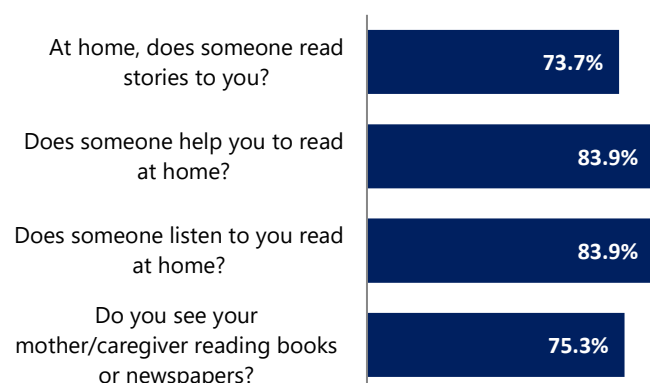 At home, does someone read
stories to you?
73.7%
Does someone help you to read
at home?
83.9%
Does someone listen to you read
at home?
83.9%
Do you see your
mother/caregiver reading books
or newspapers?
75.3%